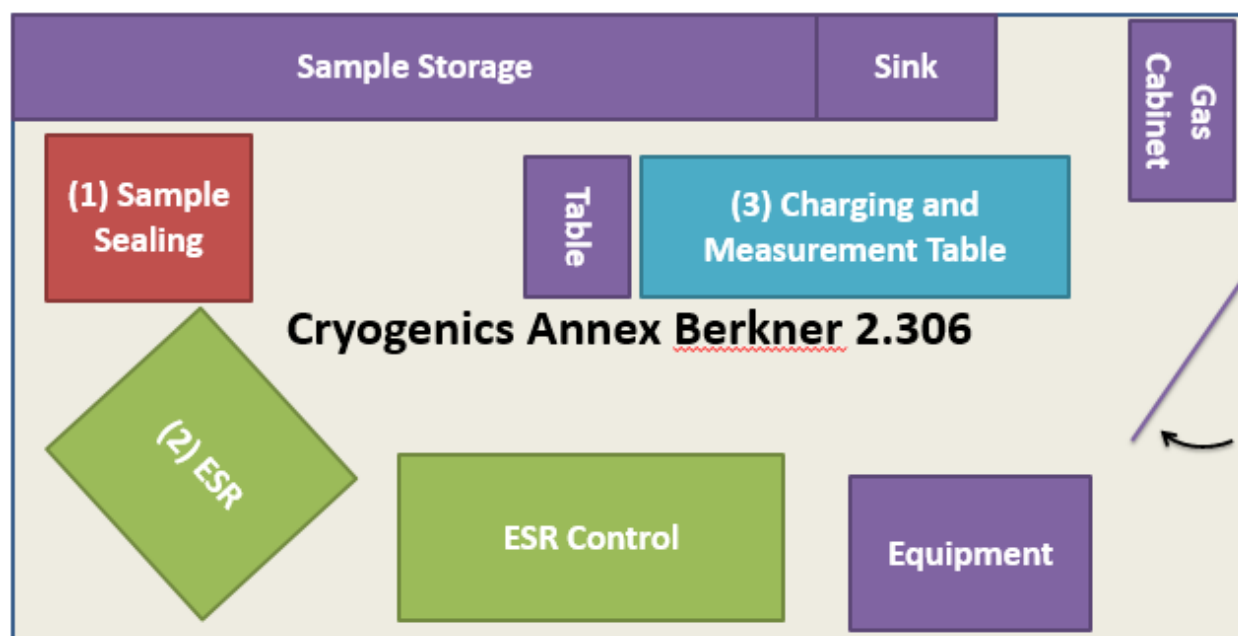 Sample Storage
Sink
Gas
Cabinet
(1) Sample
Sealing
Table
(3) Charging and
Measurement Table
Cryogenics Annex Berkner 2.306
(2) ESR
ESR Control
Equipment